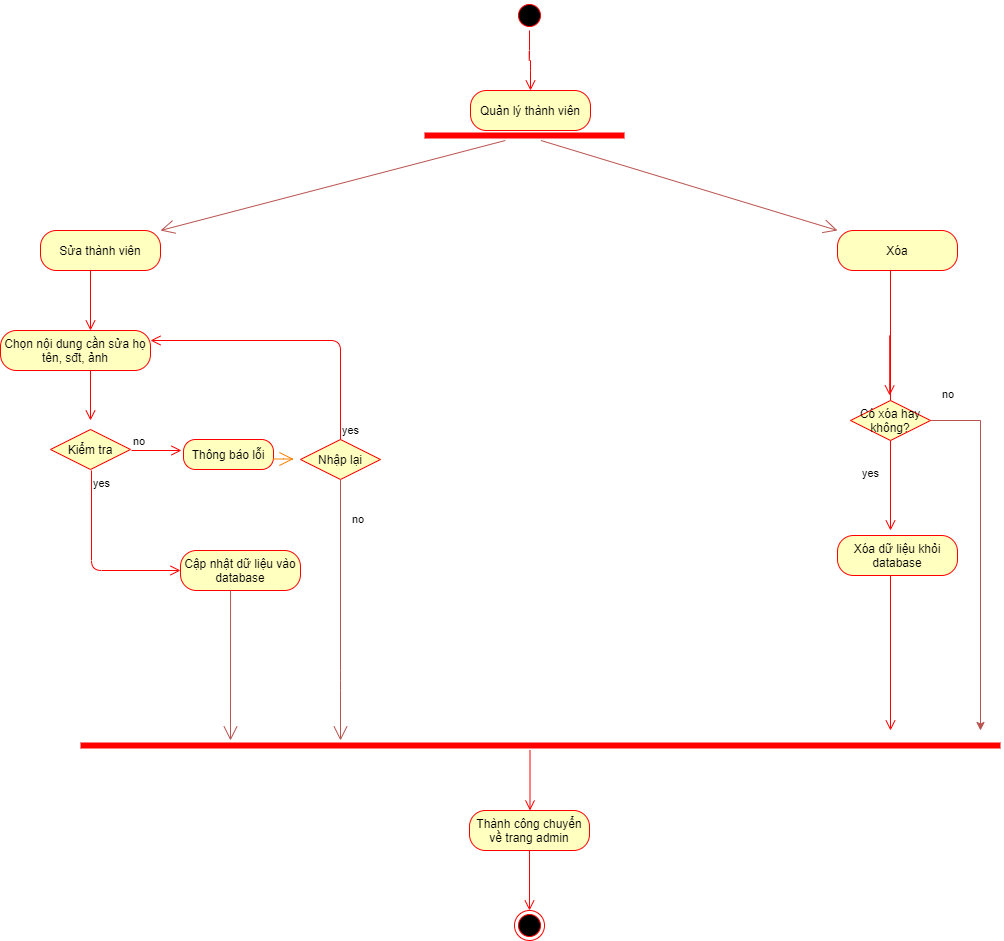 Quản lý thành viên
Sửa thành viên
Xóa
Chọn nội dung cần sửa họ
tên, sđt, ảnh
Có xóa hay
không?
no
Kiểm tra
no
Thông báo lỗi
Nhập lại
yes
yes
no
yes
Cập nhật dữ liệu vào
database
Xóa dữ liệu khỏi
database
Thành công chuyển
về trang admin